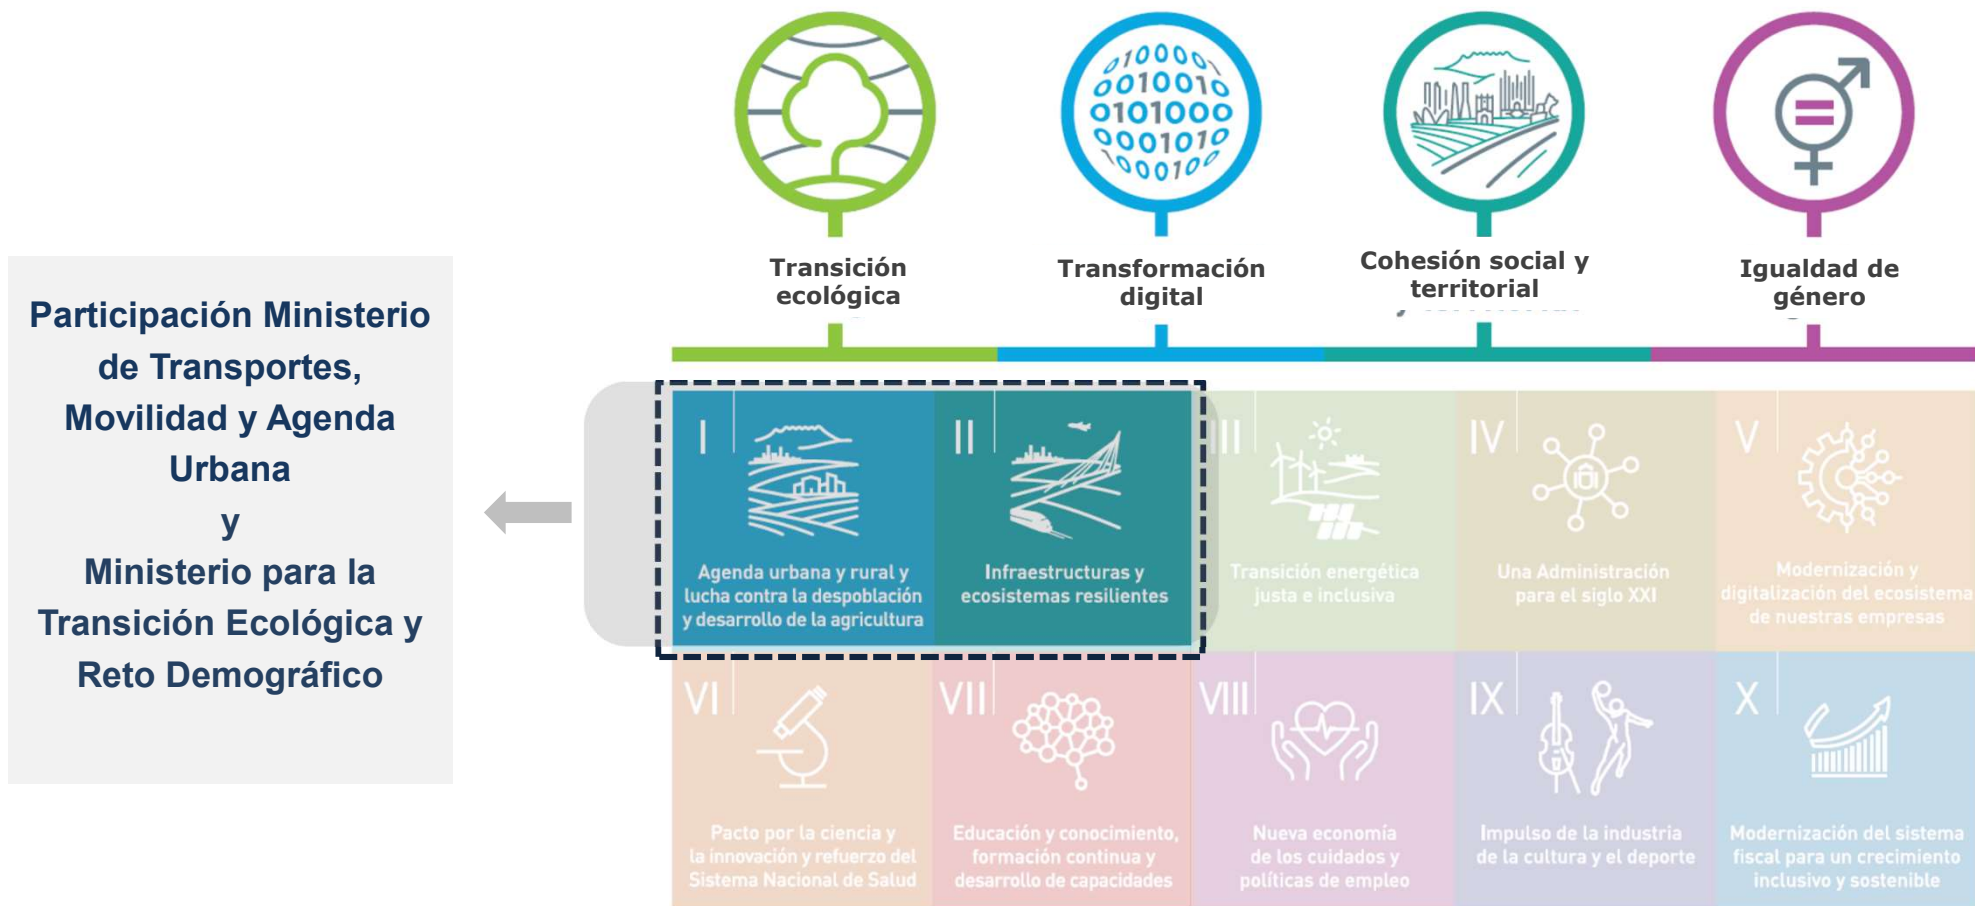 Transición
ecológica
Transformación
digital
Cohesión social y
territorial
Igualdad de
género
Participación Ministerio
de Transportes,
Movilidad y Agenda
Urbana
y
Ministerio para la
Transición Ecológica y
Reto Demográfico
I
Agenda urbana y rural y
lucha contra la despoblación
y desarrollo de la agricultura
II
Infraestructuras y
ecosistemas resilientes
III
Transición energética
justa e inclusiva
IV
Una Administración
para el siglo XXI
V
Modernización y
digitalización del ecosistema
de nuestras empresas
VI
Pacto por la ciencia y
la innovación y refuerzo del
Sistema Nacional de Salud
VII
Educación y conocimiento,
formación continua y
desarrollo de capacidades
VIII
Nueva economía
de los cuidados y
políticas de empleo
IX
Impulso de la industria
de la cultura y el deporte
X
Modernización del sistema
fiscal para un crecimiento
inclusivo y sostenible